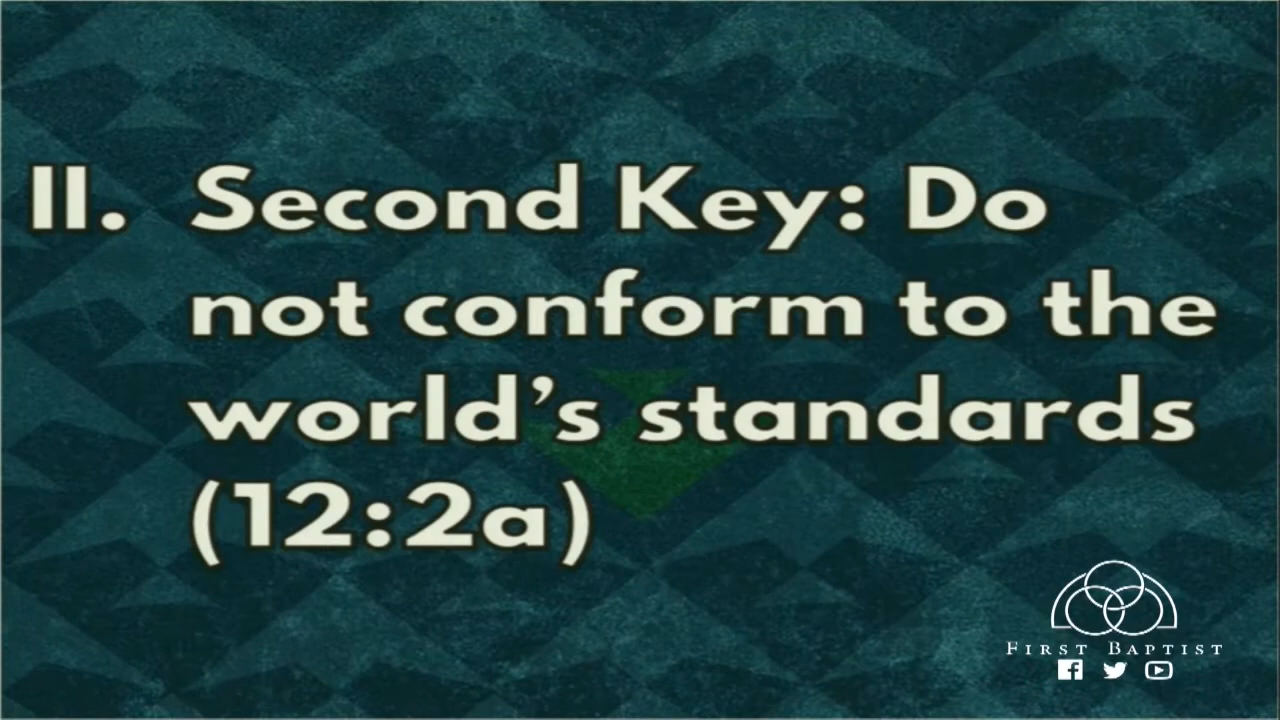 II. Second Key: Do
not conform to the
world’s standards
(12:2a)
First Baptist